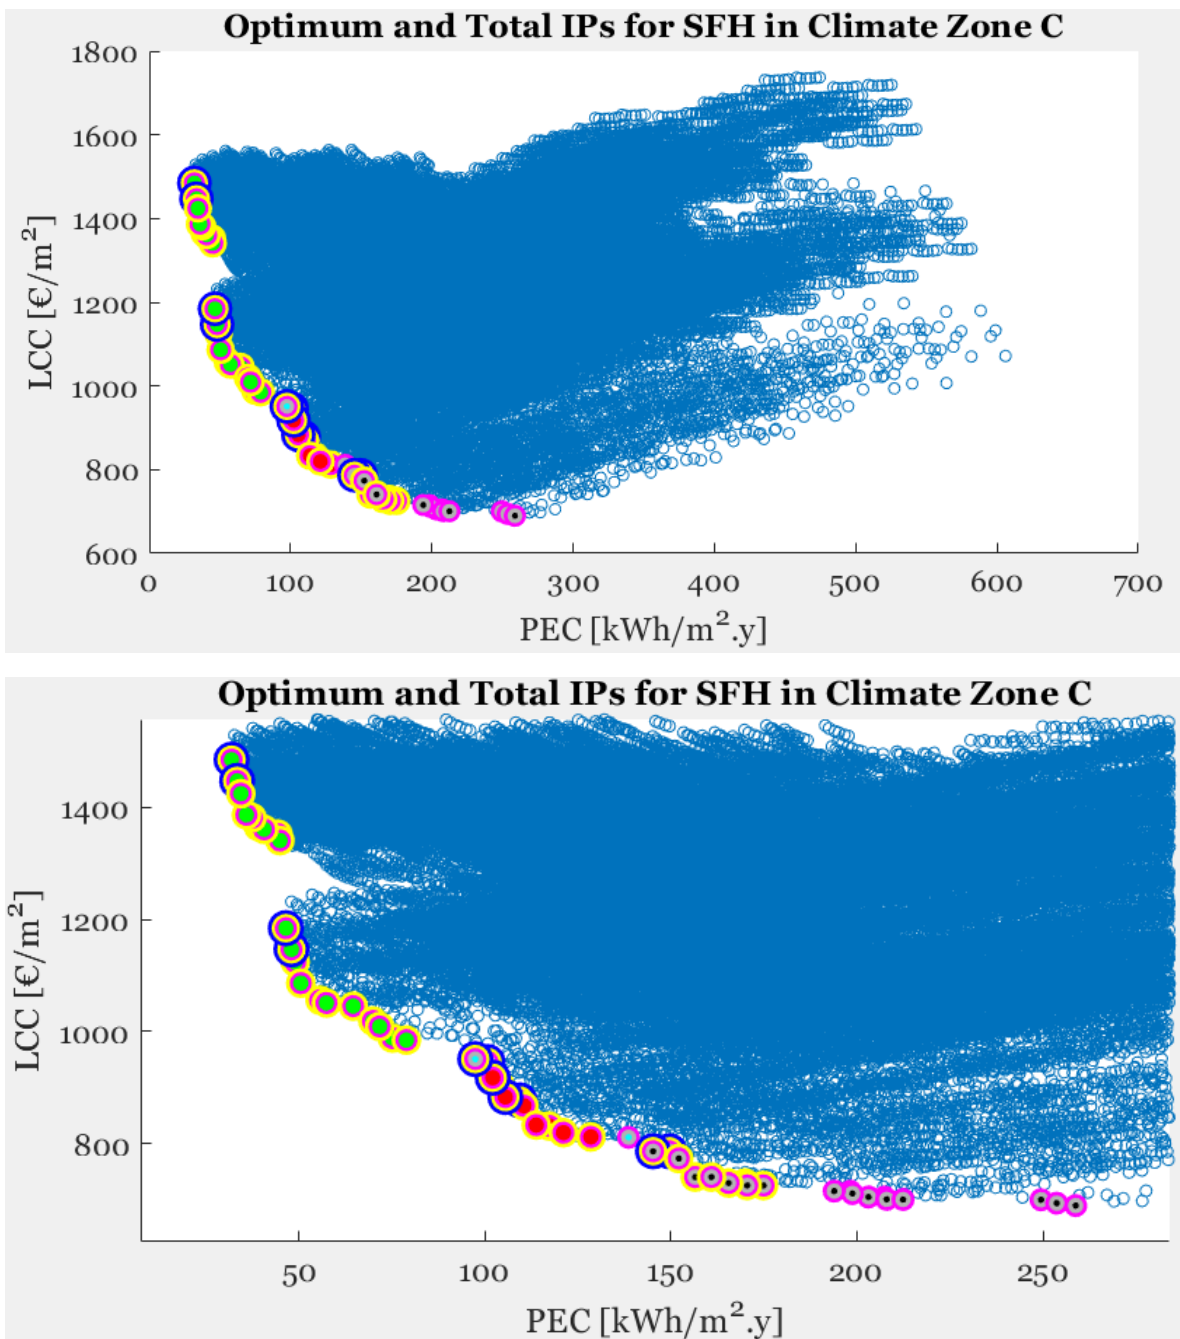 Optimum and Total IPs for SFH in Climate Zone C
1800
1600
1400
1200
1000
800
600
LCC [€/m²]
0 100 200 300 400 500 600 700
PEC [kWh/m².y]
Optimum and Total IPs for SFH in Climate Zone C
1400
1200
1000
800
LCC [€/m²]
50 100 150 200 250
PEC [kWh/m².y]